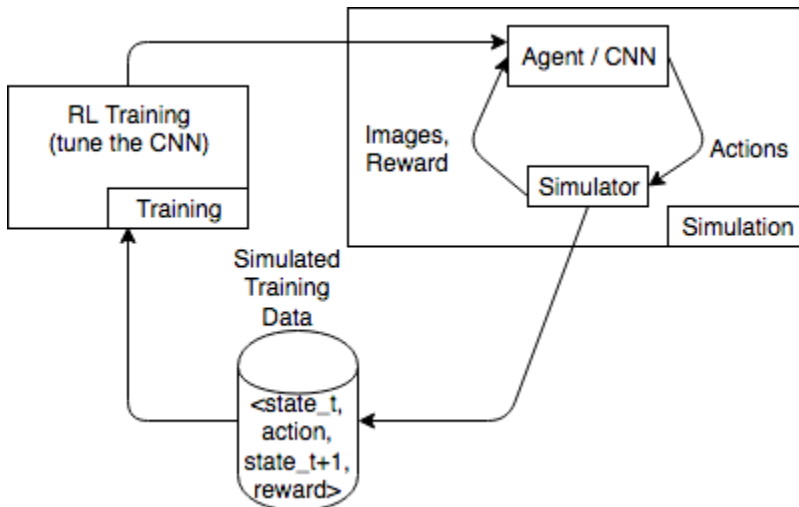 RL Training
(tune the CNN)
Training
Agent / CNN
Images,
Reward
Actions
Simulator
Simulation
Simulated
Training
Data
<state_t,
action,
state_t+1,
reward>